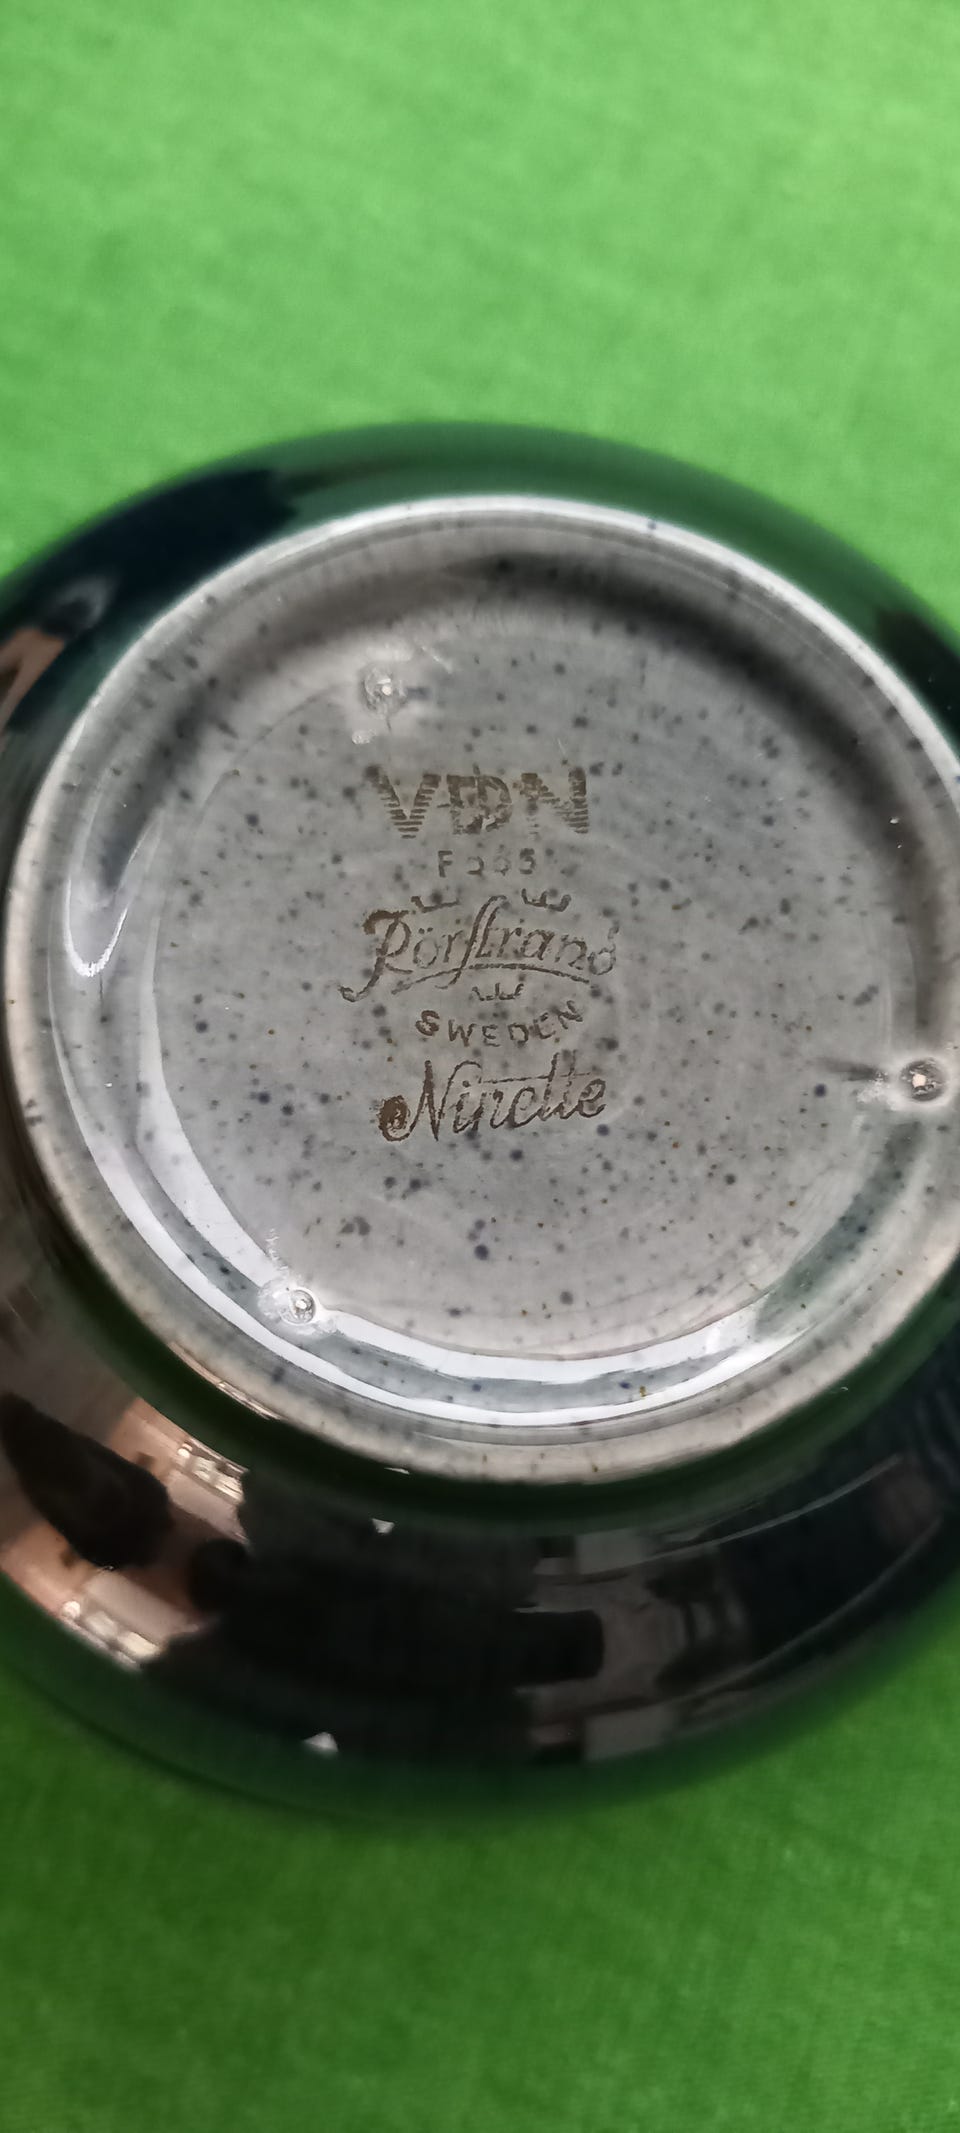 VDN
Rörstrand
SWEDEN
Ninette